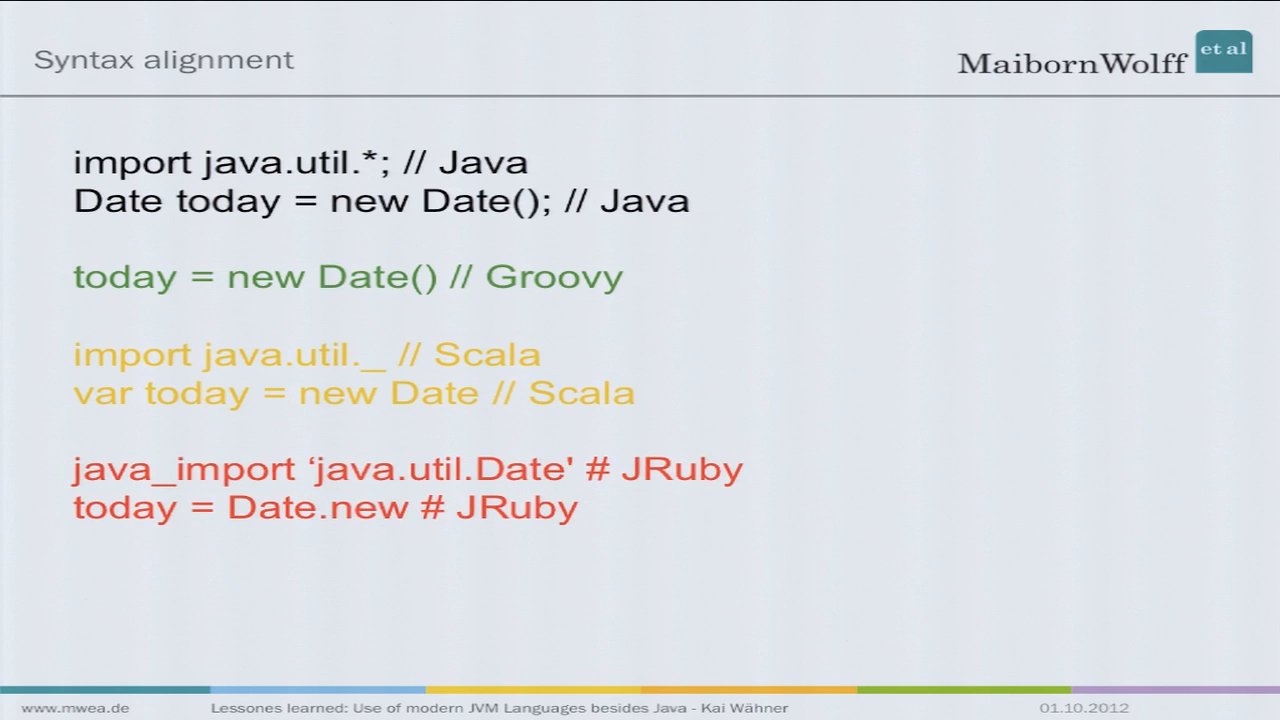 Syntax alignment
MaibornWolff et al
import java.util.*; // Java
Date today = new Date(); // Java
today = new Date() // Groovy
import java.util._ // Scala
var today = new Date // Scala
java_import ‘java.util.Date' # JRuby
today = Date.new # JRuby
www.mwea.de
Lessones learned: Use of modern JVM Languages besides Java - Kai Wähner
01.10.2012